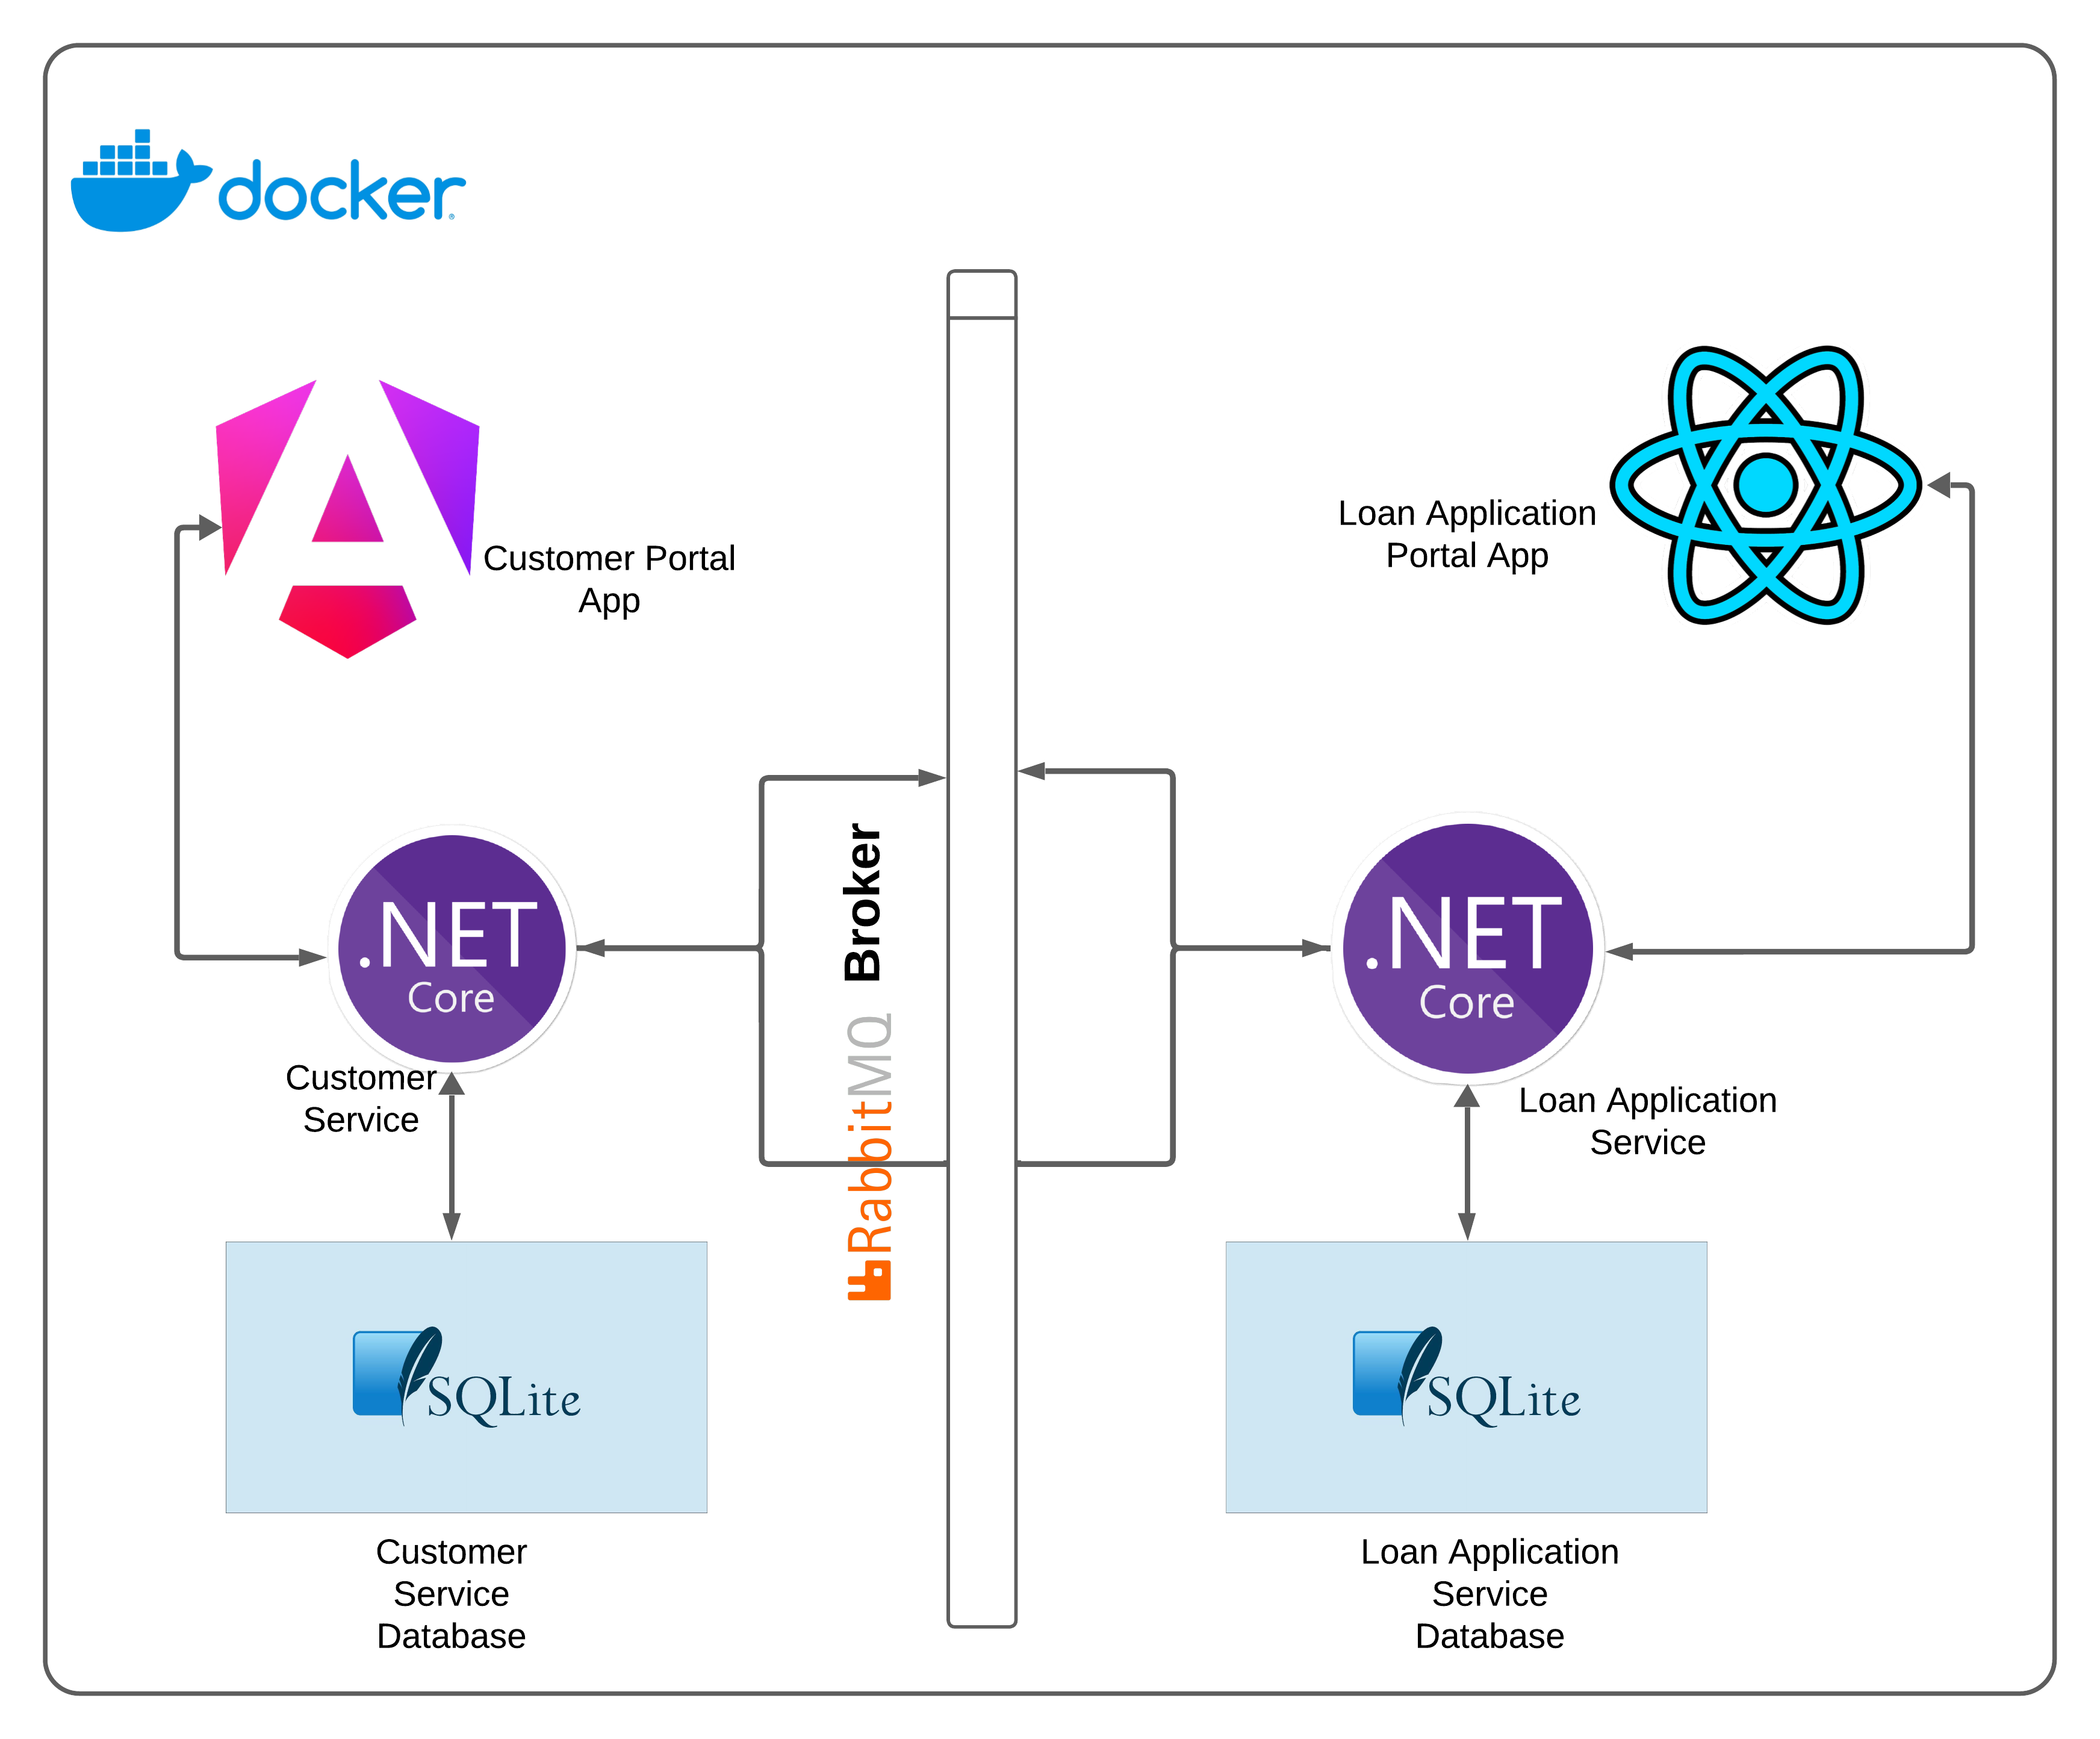 docker
Customer Portal
App
Loan Application
Portal App
.NET
Core
Customer
Service
Broker
RabbitMQ
.NET
Core
Loan Application
Service
SQLite
Customer
Service
Database
SQLite
Loan Application
Service
Database